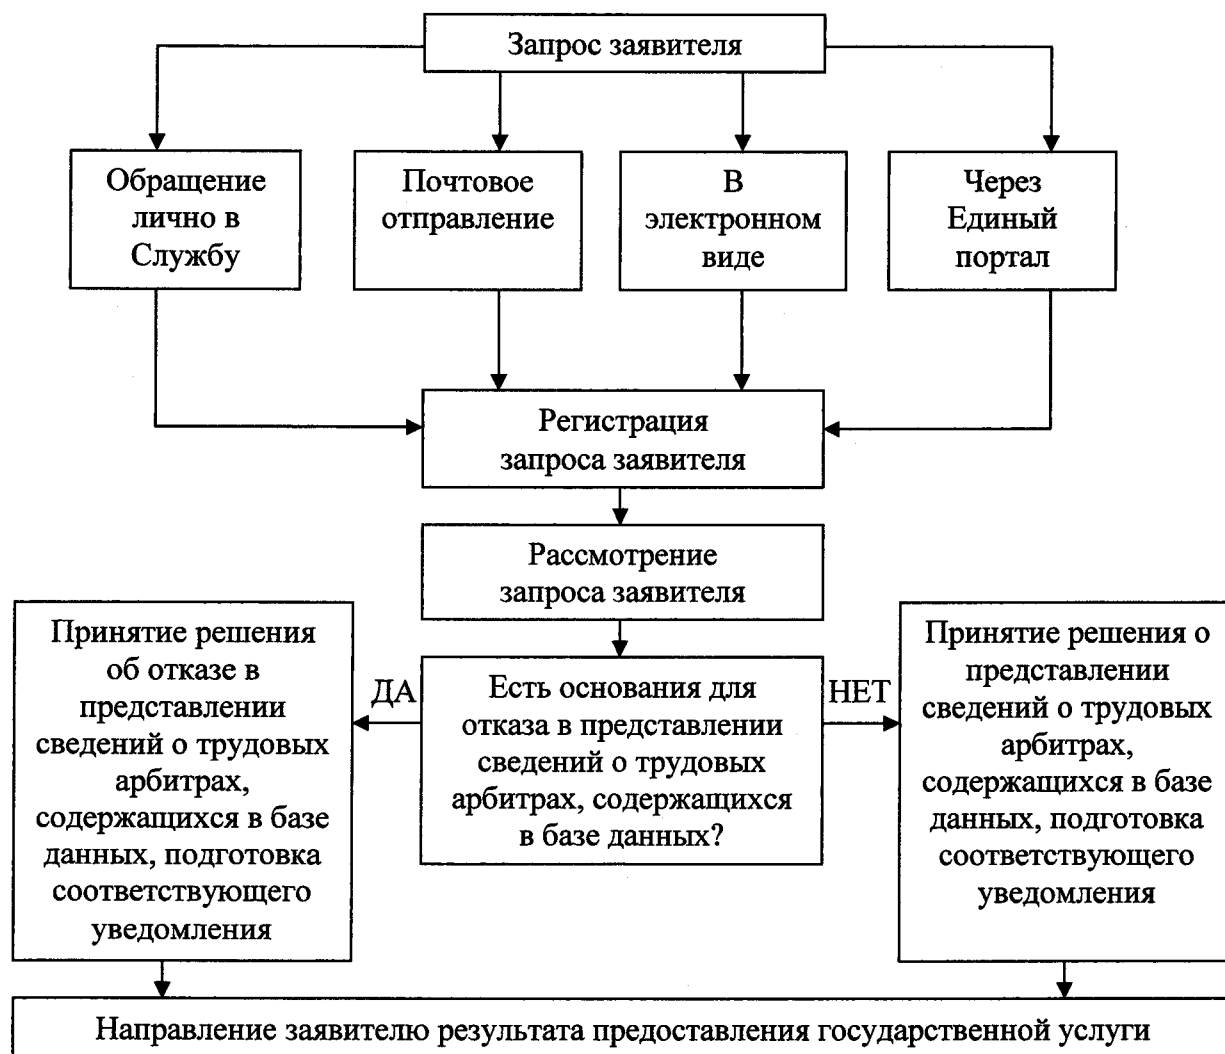 Запрос заявителя
Обращение
лично в
Службу
Почтовое
отправление
В
электронном
виде
Через
Единый
портал
Регистрация
запроса заявителя
Рассмотрение
запроса заявителя
Принятие решения
об отказе в
представлении
сведений о трудовых
арбитрах,
содержащихся в базе
данных, подготовка
соответствующего
уведомления
ДА
Есть основания для
отказа в представлении
сведений о трудовых
арбитрах, содержащихся
в базе данных?
НЕТ
Принятие решения о
представлении
сведений о трудовых
арбитрах,
содержащихся в базе
данных, подготовка
соответствующего
уведомления
Направление заявителю результата предоставления государственной услуги